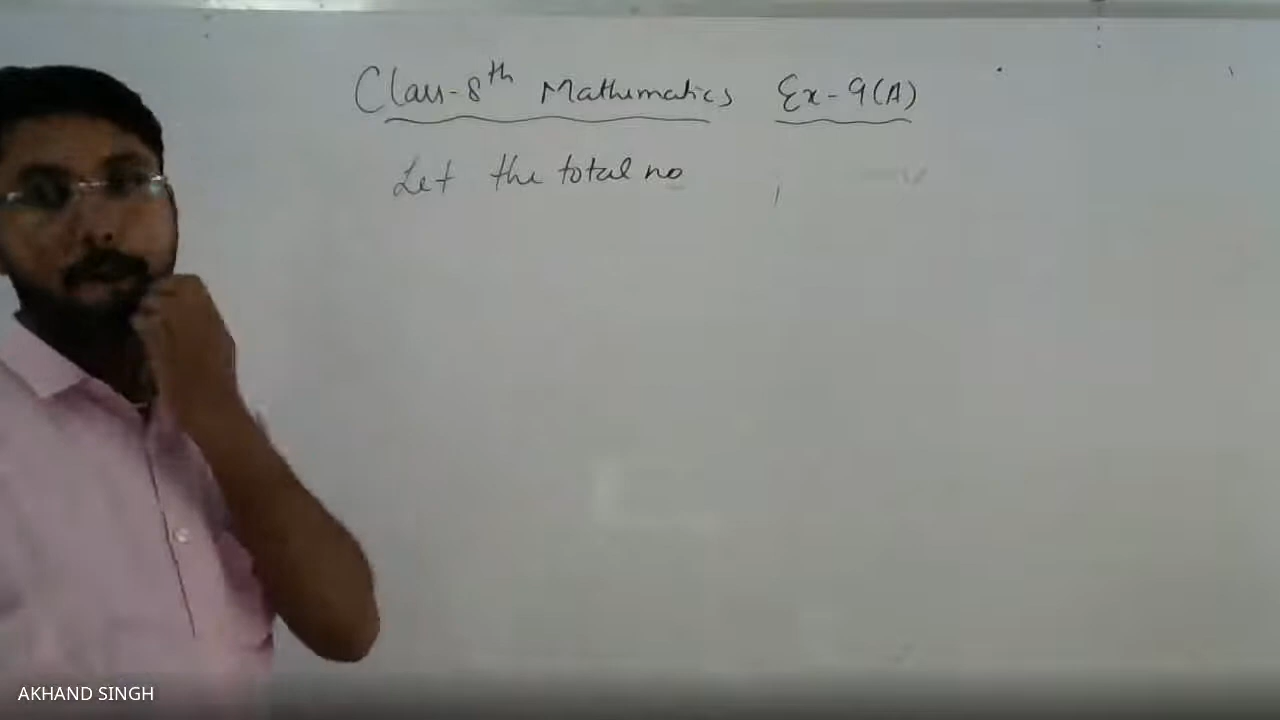 Class-8th Mathematics Ex-9(A)
Let the total no
AKHAND SINGH